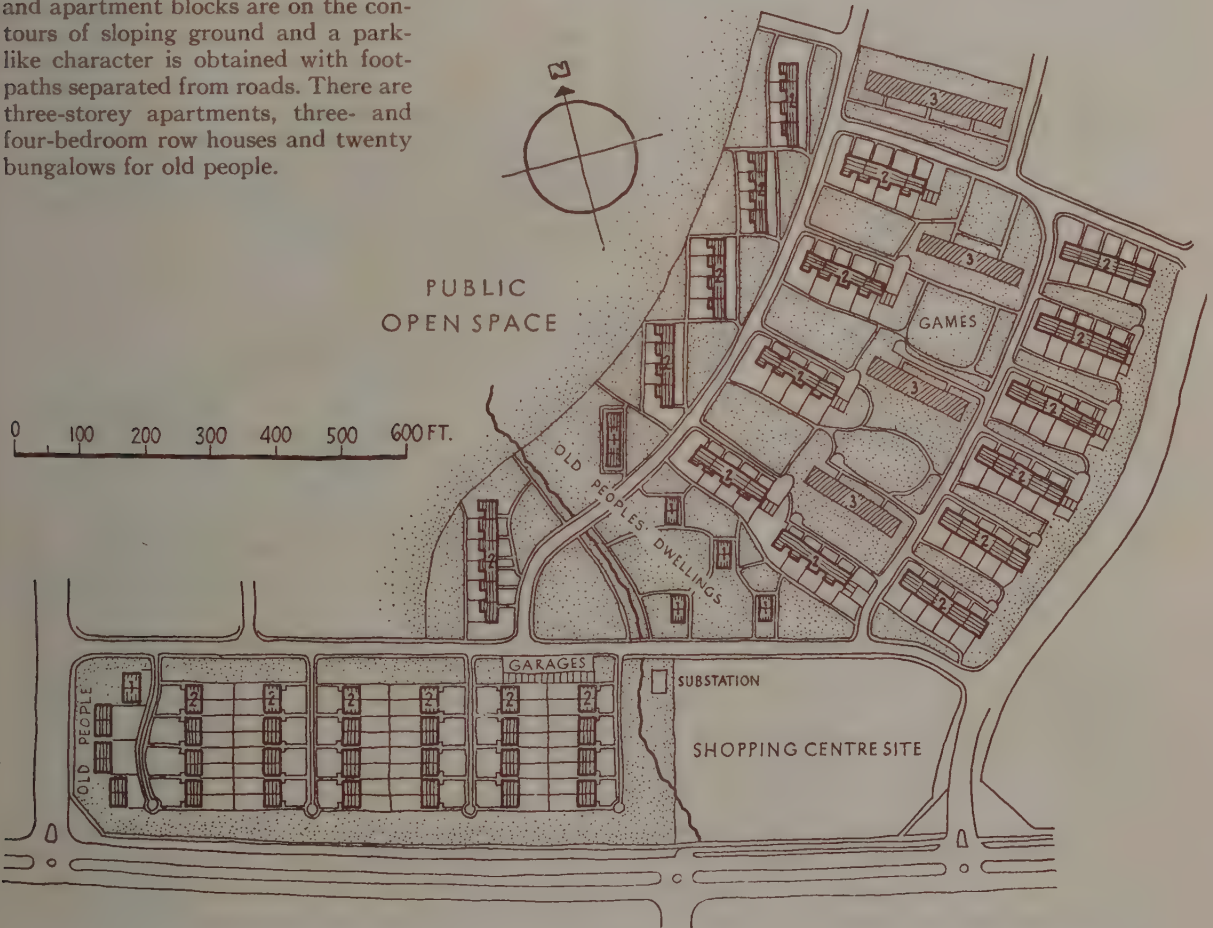 and apartment blocks are on the con-
tours of sloping ground and a park-
like character is obtained with foot-
paths separated from roads. There are
three-storey apartments, three- and
four-bedroom row houses and twenty
bungalows for old people.
N
3
2
2
2
3
2
2
2
2
PUBLIC
OPEN SPACE
GAMES
2
2
2
3
2
0 100 200 300 400 500 600 FT.
1
OLD PEOPLES DWELLINGS
2
3
2
1
2
1
2
2
2
1
1
GARAGES
SUBSTATION
OLD PEOPLE
1
2
2
2
2
2
2
SHOPPING CENTRE SITE